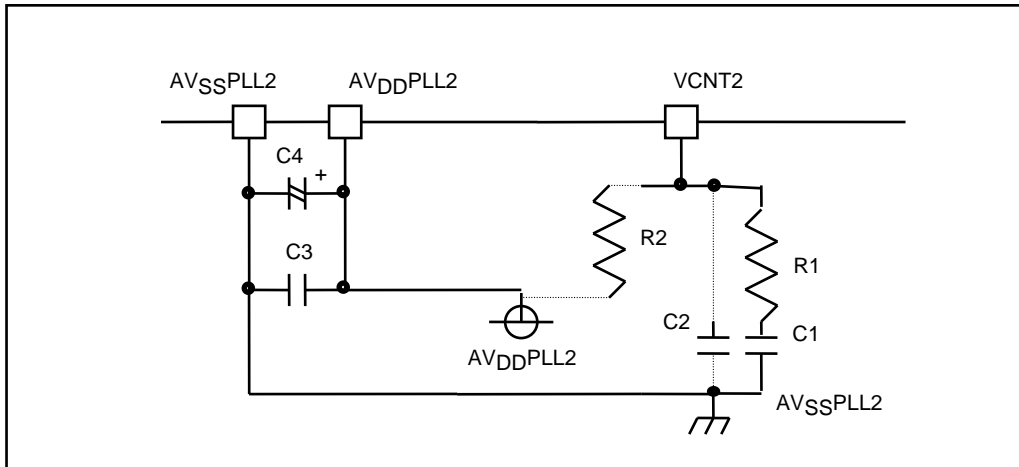 AVSSPLL2
AVDDPLL2
VCNT2
C4
+
C3
R2
R1
C2
C1
AVDDPLL2
AVSSPLL2